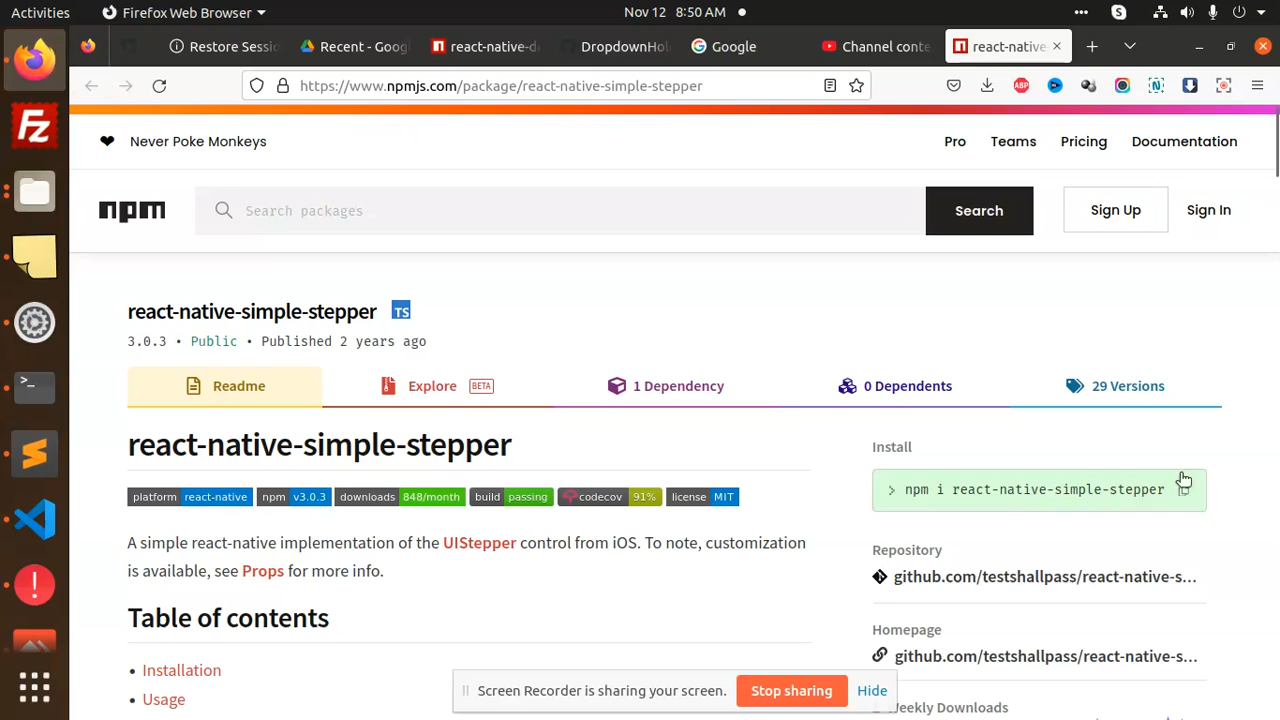 Activities
Firefox Web Browser
Nov 12 8:50 AM
Restore Sessi
Recent - Goog
react-native-d
DropdownHol
Google
Channel conte
react-native
https://www.npmjs.com/package/react-native-simple-stepper
ABP
Never Poke Monkeys
Pro
Teams
Pricing
Documentation
npm
Search packages
Search
Sign Up
Sign In
react-native-simple-stepper TS
3.0.3 • Public • Published 2 years ago
Readme
Explore BETA
1 Dependency
0 Dependents
29 Versions
react-native-simple-stepper
Install
> npm i react-native-simple-stepper
platform react-native
npm v3.0.3
downloads 848/month
build passing
codecov 91%
license MIT
A simple react-native implementation of the UIStepper control from iOS. To note, customization
is available, see Props for more info.
Repository
github.com/testshallpass/react-native-s...
Table of contents
Homepage
github.com/testshallpass/react-native-s...
• Installation
• Usage
Screen Recorder is sharing your screen.
Stop sharing
Hide
Weekly Downloads